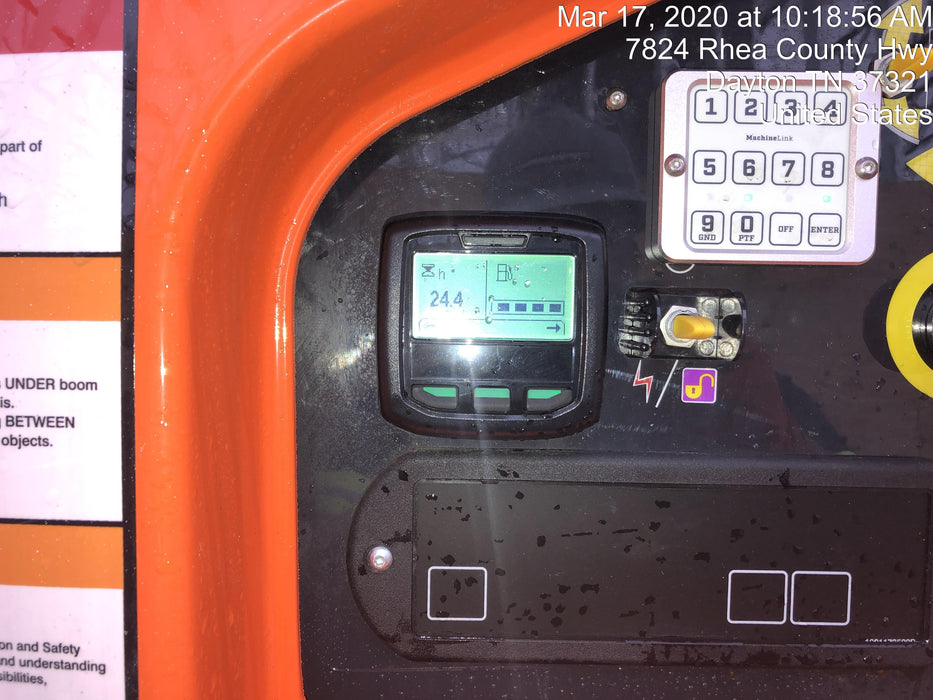 Mar 17, 2020 at 10:18:56 AM
7824 Rhea County Hwy
Dayton TN 37321
United States
1 2 3 4
MachineLink
5 6 7 8
9 0 OFF ENTER
GND PTF
h
24.4
part of
h
UNDER boom
is.
BETWEEN
objects.
on and Safety
and understanding
sibilities,